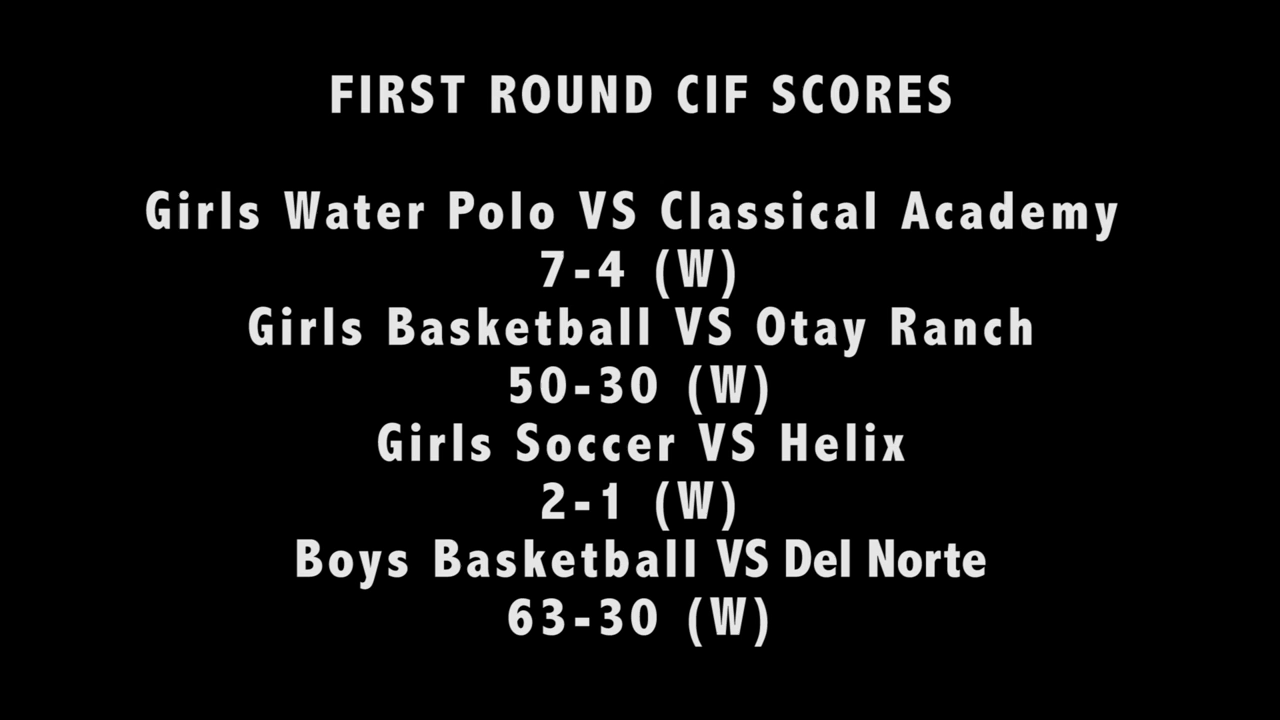 FIRST ROUND CIF SCORES
Girls Water Polo VS Classical Academy
7-4 (W)
Girls Basketball VS Otay Ranch
50-30 (W)
Girls Soccer VS Helix
2-1 (W)
Boys Basketball VS Del Norte
63-30 (W)